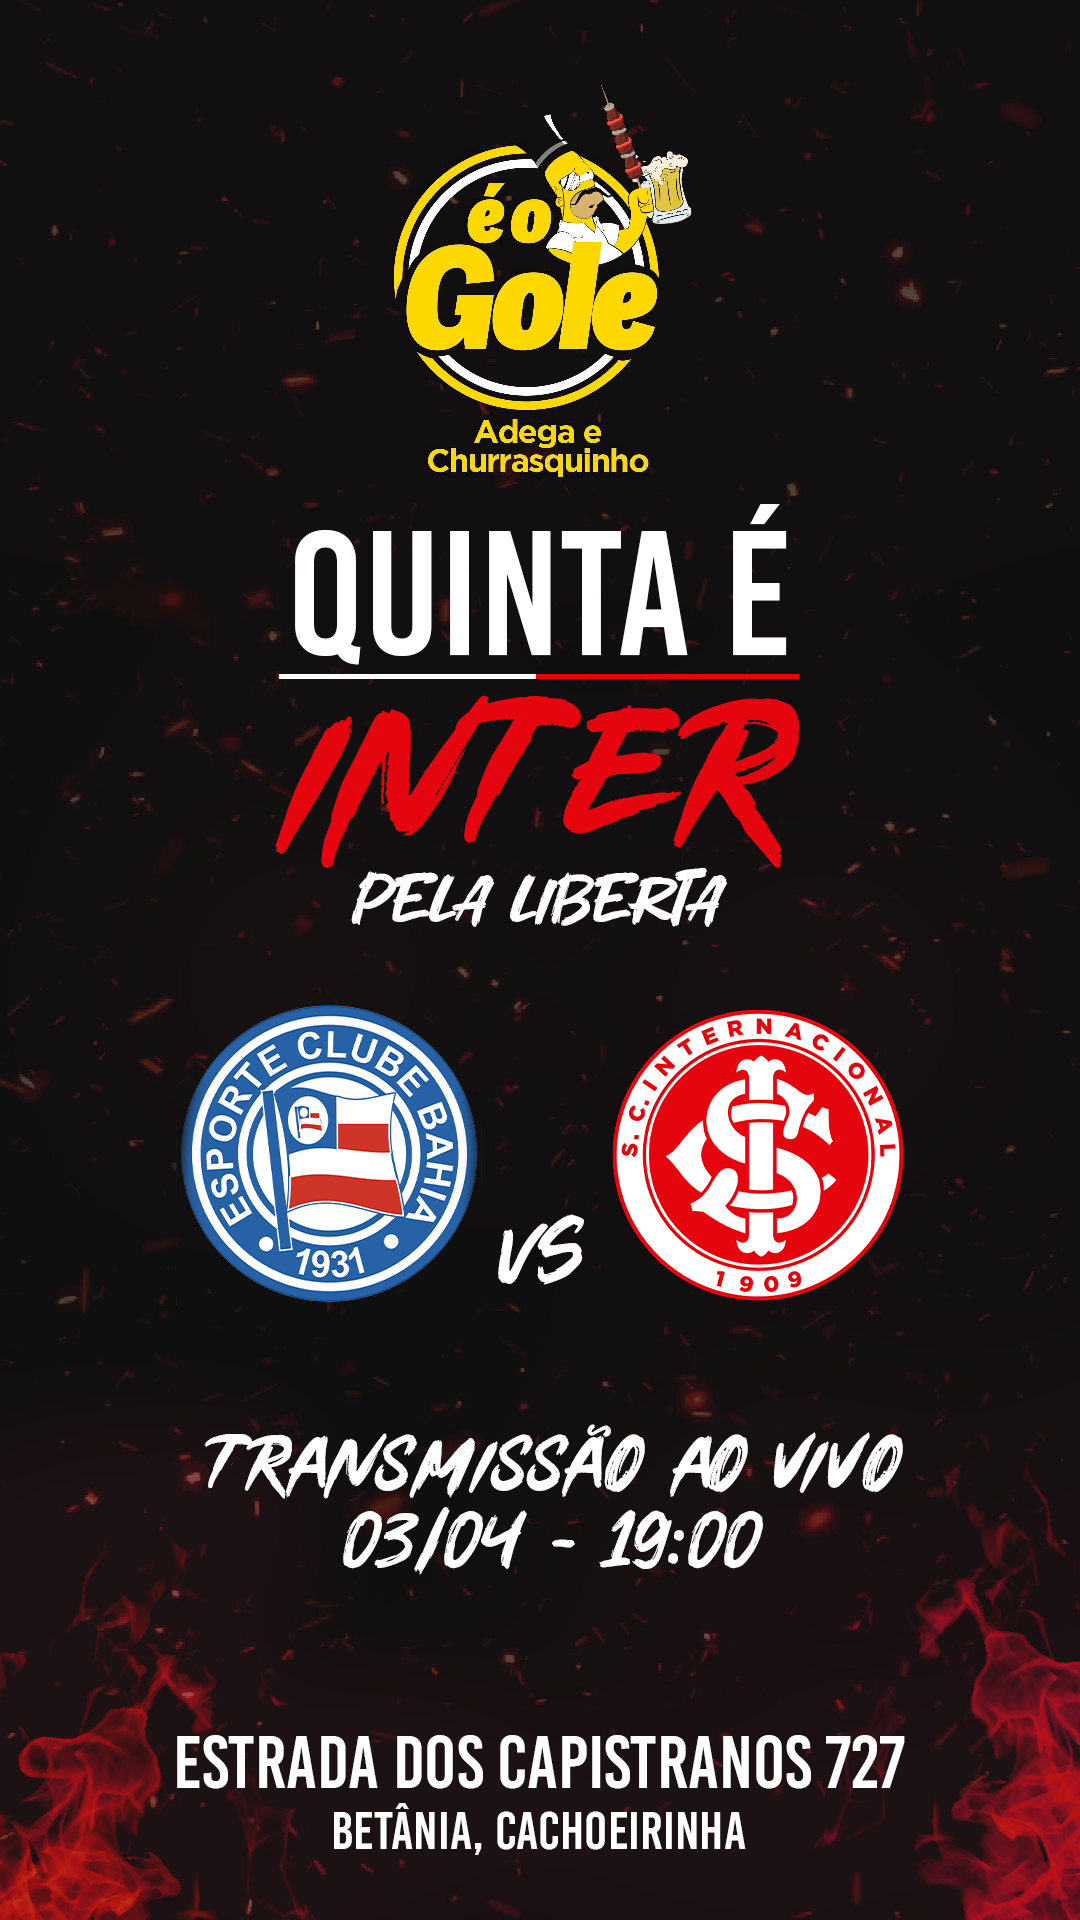 é o
Gole
Adega e
Churrasquinho
QUINTA É
INTER
PELA LIBERTA
ESPORTE CLUBE BAHIA
1931
VS
S.C.INTERNACIONAL
SCI
1909
TRANSMISSÃO AO VIVO
03/04 - 19:00
ESTRADA DOS CAPISTRANOS 727
BETÂNIA, CACHOEIRINHA